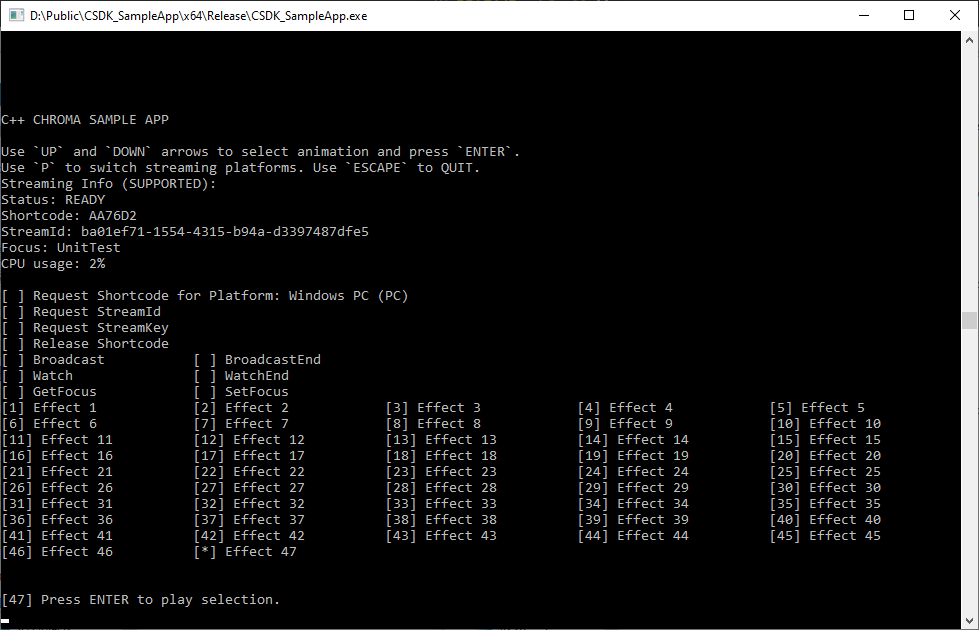 D:\Public\CSDK_SampleApp\x64\Release\CSDK_SampleApp.exe
C++ CHROMA SAMPLE APP
Use `UP` and `DOWN` arrows to select animation and press `ENTER`.
Use `P` to switch streaming platforms. Use `ESCAPE` to QUIT.
Streaming Info (SUPPORTED):
Status: READY
Shortcode: AA76D2
StreamId: ba01ef71-1554-4315-b94a-d3397487dfe5
Focus: UnitTest
CPU usage: 2%
[ ] Request Shortcode for Platform: Windows PC (PC)
[ ] Request StreamId
[ ] Request StreamKey
[ ] Release Shortcode
[ ] Broadcast [ ] BroadcastEnd
[ ] Watch [ ] WatchEnd
[ ] GetFocus [ ] SetFocus
[1] Effect 1 [2] Effect 2 [3] Effect 3 [4] Effect 4 [5] Effect 5
[6] Effect 6 [7] Effect 7 [8] Effect 8 [9] Effect 9 [10] Effect 10
[11] Effect 11 [12] Effect 12 [13] Effect 13 [14] Effect 14 [15] Effect 15
[16] Effect 16 [17] Effect 17 [18] Effect 18 [19] Effect 19 [20] Effect 20
[21] Effect 21 [22] Effect 22 [23] Effect 23 [24] Effect 24 [25] Effect 25
[26] Effect 26 [27] Effect 27 [28] Effect 28 [29] Effect 29 [30] Effect 30
[31] Effect 31 [32] Effect 32 [33] Effect 33 [34] Effect 34 [35] Effect 35
[36] Effect 36 [37] Effect 37 [38] Effect 38 [39] Effect 39 [40] Effect 40
[41] Effect 41 [42] Effect 42 [43] Effect 43 [44] Effect 44 [45] Effect 45
[46] Effect 46 [*] Effect 47
[47] Press ENTER to play selection.